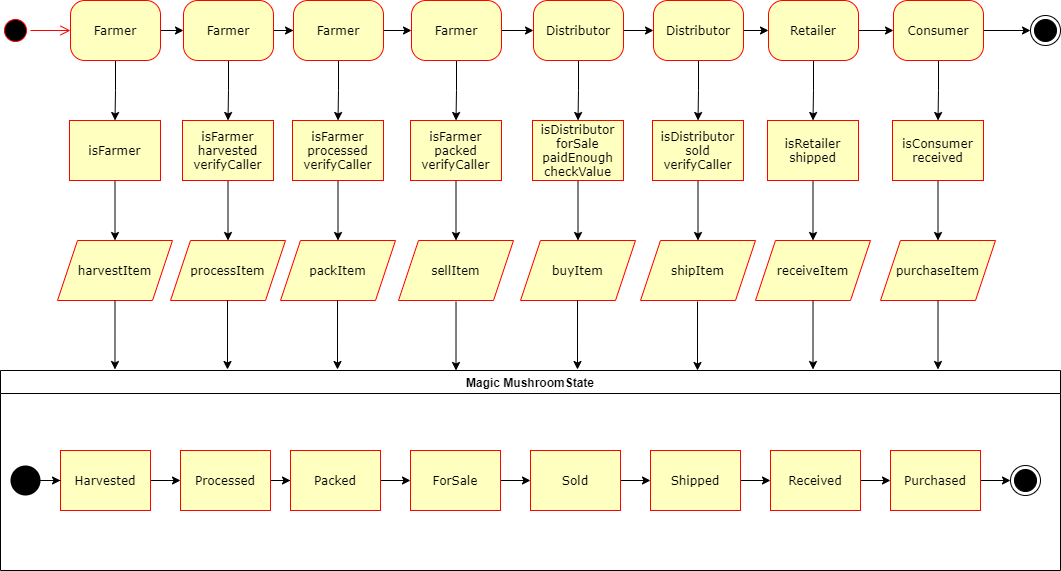 Farmer
Farmer
Farmer
Farmer
Distributor
Distributor
Retailer
Consumer
isFarmer
isFarmer
harvested
verifyCaller
isFarmer
processed
verifyCaller
isFarmer
packed
verifyCaller
isDistributor
forSale
paidEnough
checkValue
isDistributor
sold
verifyCaller
isRetailer
shipped
isConsumer
received
harvestItem
processItem
packItem
sellItem
buyItem
shipItem
receiveItem
purchaseItem
Magic Mushroom State
Harvested
Processed
Packed
ForSale
Sold
Shipped
Received
Purchased